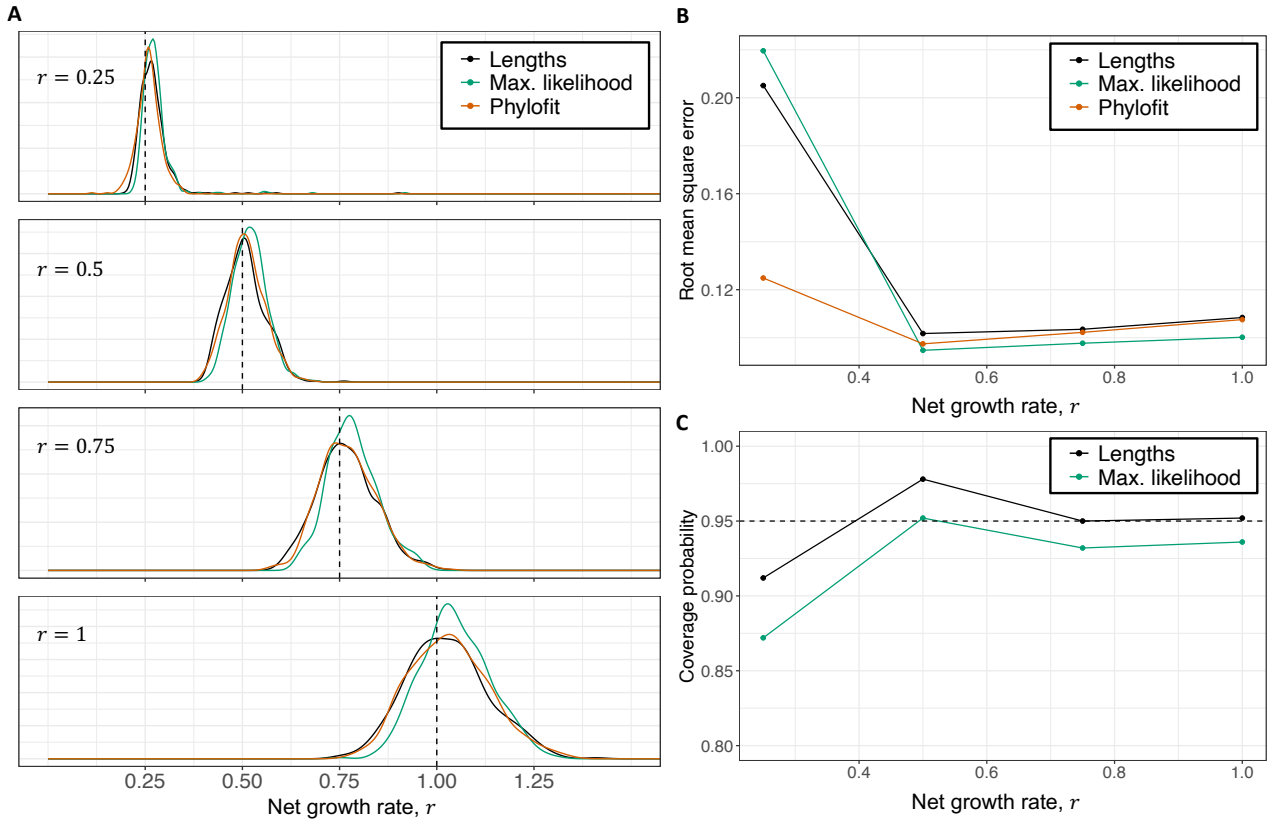 A
r = 0.25
Lengths
Max. likelihood
Phylofit
r = 0.5
r = 0.75
r = 1
0.25 0.50 0.75 1.00 1.25
Net growth rate, r
B
Root mean square error
0.20
0.16
0.12
Lengths
Max. likelihood
Phylofit
0.4 0.6 0.8 1.0
Net growth rate, r
C
Coverage probability
1.00
0.95
0.90
0.85
0.80
Lengths
Max. likelihood
0.4 0.6 0.8 1.0
Net growth rate, r